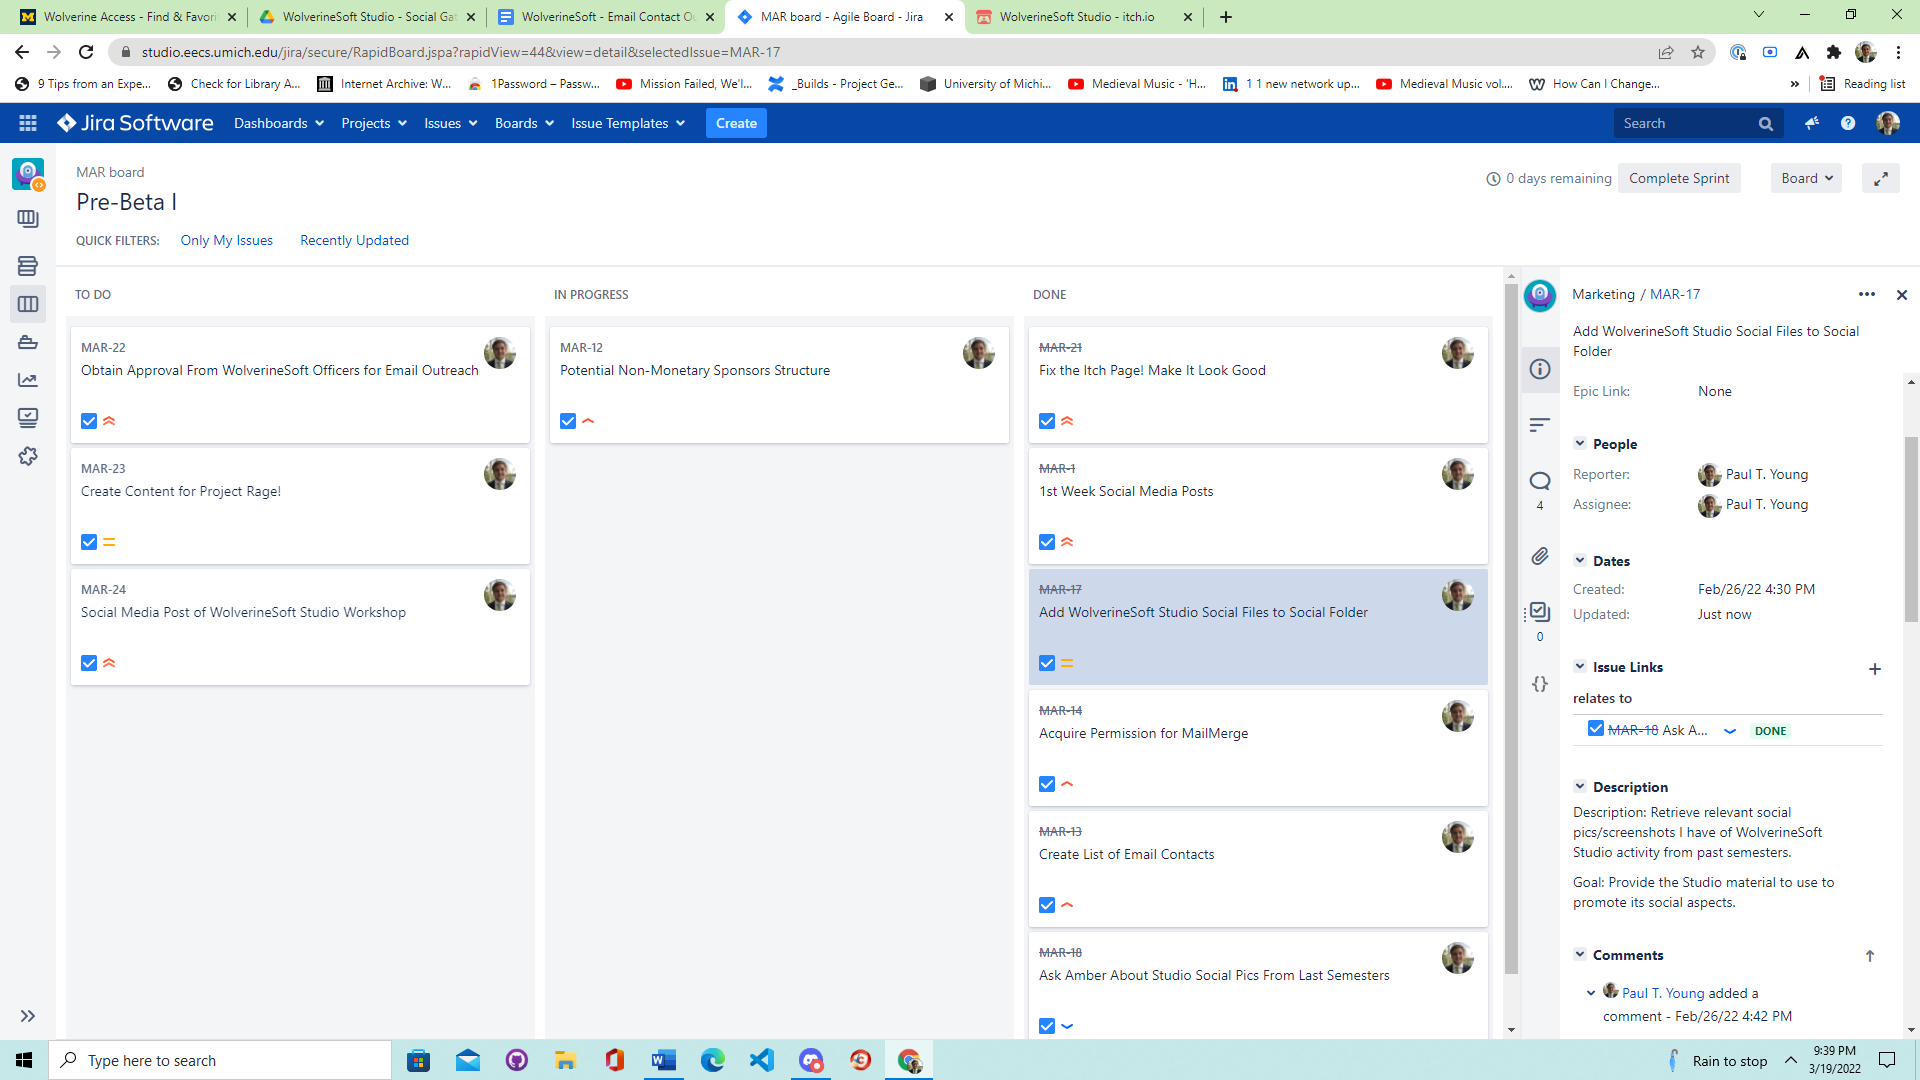 Wolverine Access - Find & Favori
WolverineSoft Studio - Social Gat
WolverineSoft - Email Contact Ou
MAR board - Agile Board - Jira
WolverineSoft Studio - itch.io
studio.eecs.umich.edu/jira/secure/RapidBoard.jspa?rapidView=44&view=detail&selectedIssue=MAR-17
9 Tips from an Expe...
Check for Library A...
Internet Archive: W...
1Password – Passw...
Mission Failed, We'l...
_Builds - Project Ge...
University of Michi...
Medieval Music - 'H...
1 1 new network up...
Medieval Music vol....
How Can I Change...
»
Reading list
Jira Software
Dashboards
Projects
Issues
Boards
Issue Templates
Create
Search
MAR board
Pre-Beta I
0 days remaining
Complete Sprint
Board
QUICK FILTERS:
Only My Issues
Recently Updated
TO DO
IN PROGRESS
DONE
MAR-22
Obtain Approval From WolverineSoft Officers for Email Outreach
MAR-23
Create Content for Project Rage!
MAR-24
Social Media Post of WolverineSoft Studio Workshop
MAR-12
Potential Non-Monetary Sponsors Structure
MAR-21
Fix the Itch Page! Make It Look Good
MAR-1
1st Week Social Media Posts
MAR-17
Add WolverineSoft Studio Social Files to Social Folder
MAR-14
Acquire Permission for MailMerge
MAR-13
Create List of Email Contacts
MAR-18
Ask Amber About Studio Social Pics From Last Semesters
4
0
Marketing / MAR-17
Add WolverineSoft Studio Social Files to Social
Folder
Epic Link: None
People
Reporter: Paul T. Young
Assignee: Paul T. Young
Dates
Created: Feb/26/22 4:30 PM
Updated: Just now
Issue Links
relates to
MAR-18 Ask A... DONE
Description
Description: Retrieve relevant social
pics/screenshots I have of WolverineSoft
Studio activity from past semesters.
Goal: Provide the Studio material to use to
promote its social aspects.
Comments
Paul T. Young added a
comment - Feb/26/22 4:42 PM
Type here to search
Rain to stop
9:39 PM
3/19/2022